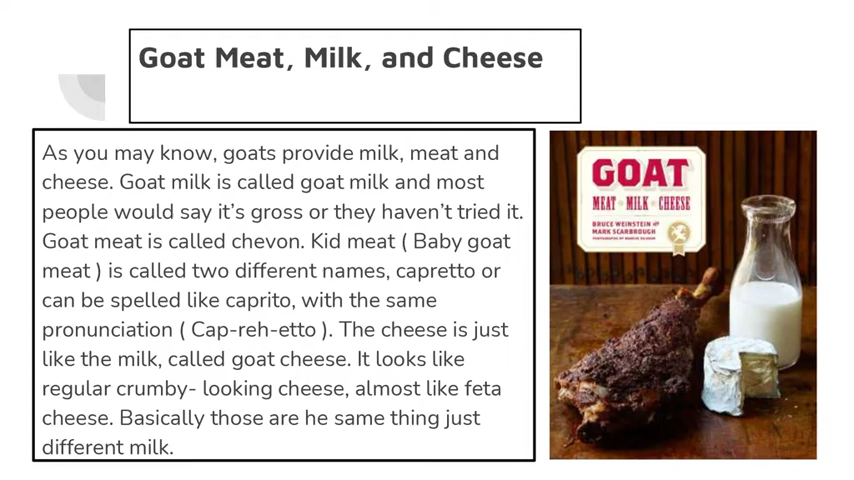 Goat Meat, Milk, and Cheese
As you may know, goats provide milk, meat and
cheese. Goat milk is called goat milk and most
people would say it’s gross or they haven’t tried it.
Goat meat is called chevon. Kid meat ( Baby goat
meat ) is called two different names, capretto or
can be spelled like caprito, with the same
pronunciation ( Cap-reh-etto ). The cheese is just
like the milk, called goat cheese. It looks like
regular crumby- looking cheese, almost like feta
cheese. Basically those are he same thing just
different milk.
GOAT
MEAT • MILK • CHEESE
BRUCE WEINSTEIN and
MARK SCARBROUGH
PHOTOGRAPHS BY